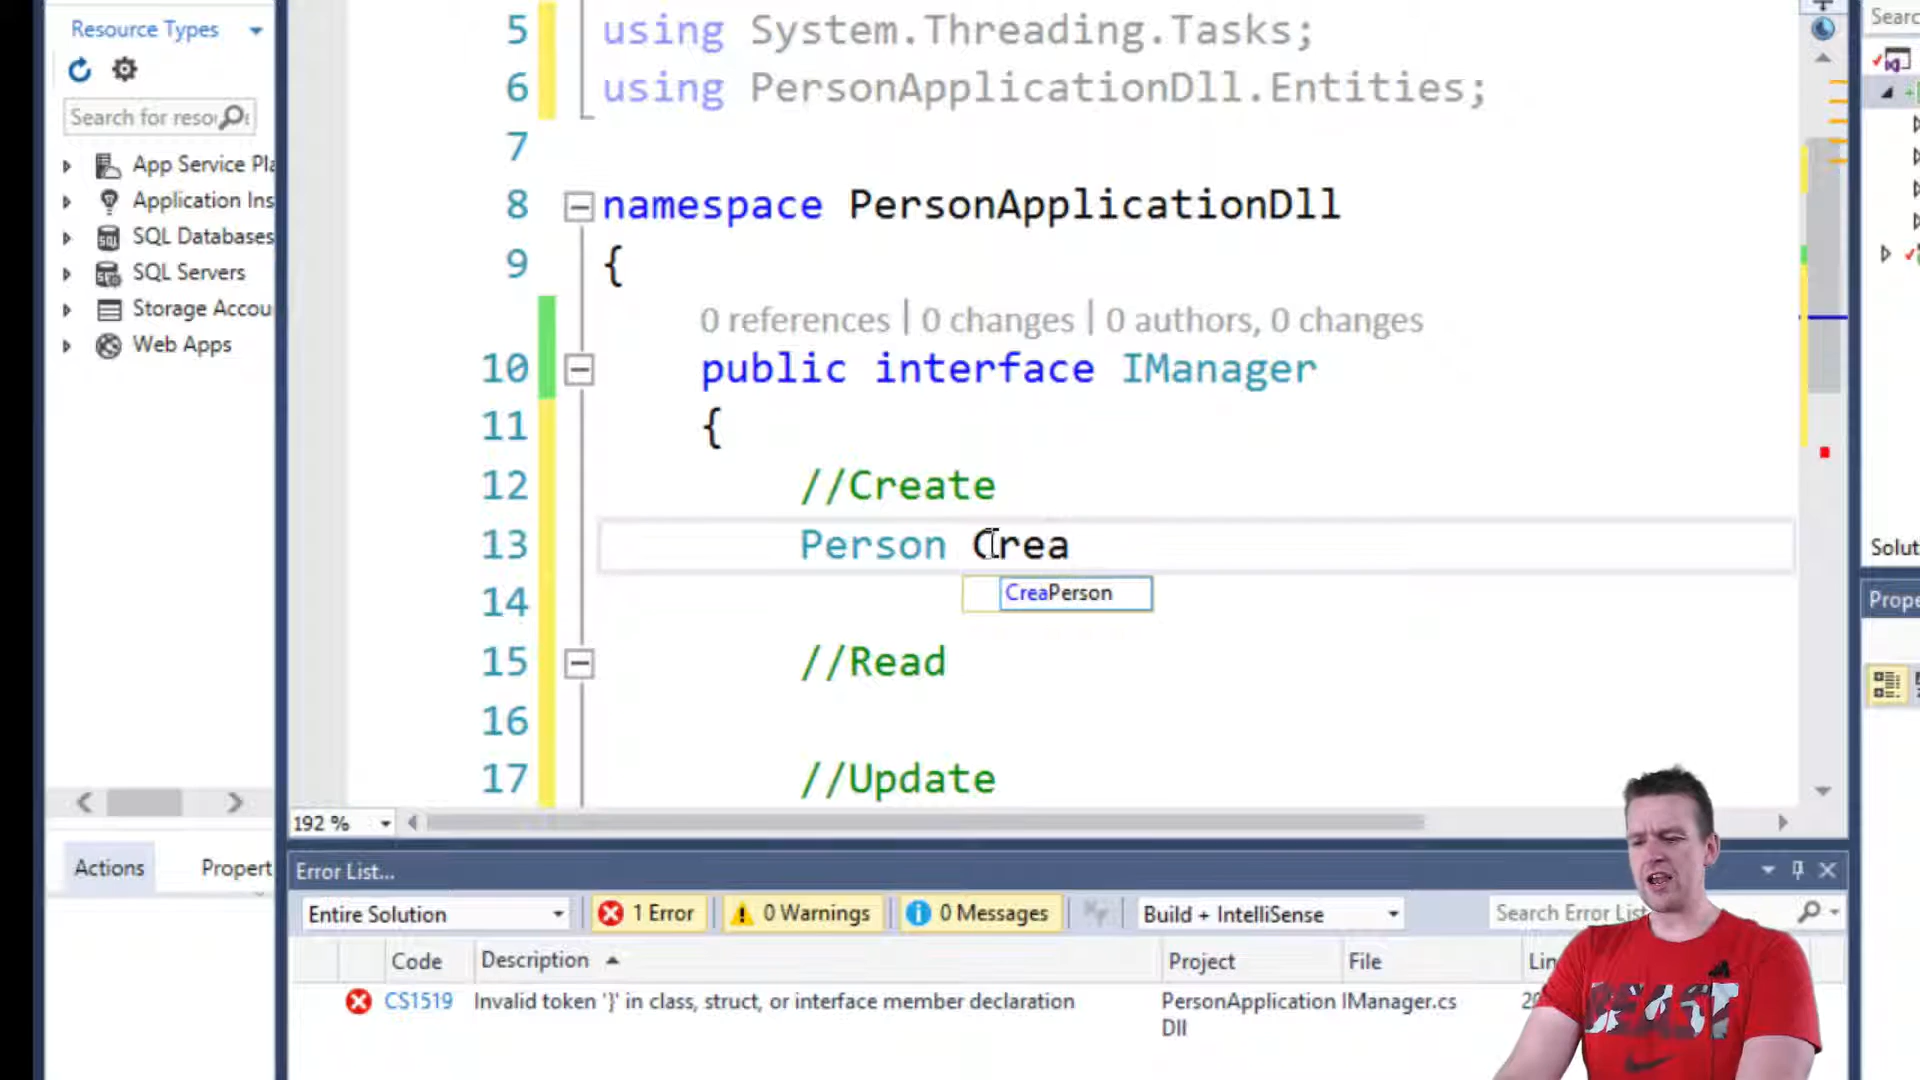 Resource Types
Search for resou
App Service Pla
Application Ins
SQL Databases
SQL Servers
Storage Accou
Web Apps
Actions
Propert
5 using System.Threading.Tasks;
6 using PersonApplicationDll.Entities;
7
8 namespace PersonApplicationDll
9 {
0 references | 0 changes | 0 authors, 0 changes
10 public interface IManager
11 {
12 //Create
13 Person Crea
CreaPerson
14
15 //Read
16
17 //Update
192 %
Error List...
Entire Solution
1 Error
0 Warnings
0 Messages
Build + IntelliSense
Search Error List
Code
Description
Project
File
Lin
CS1519
Invalid token '}' in class, struct, or interface member declaration
PersonApplication
Dll
IManager.cs
BEAST
Searc
Solut
Prope